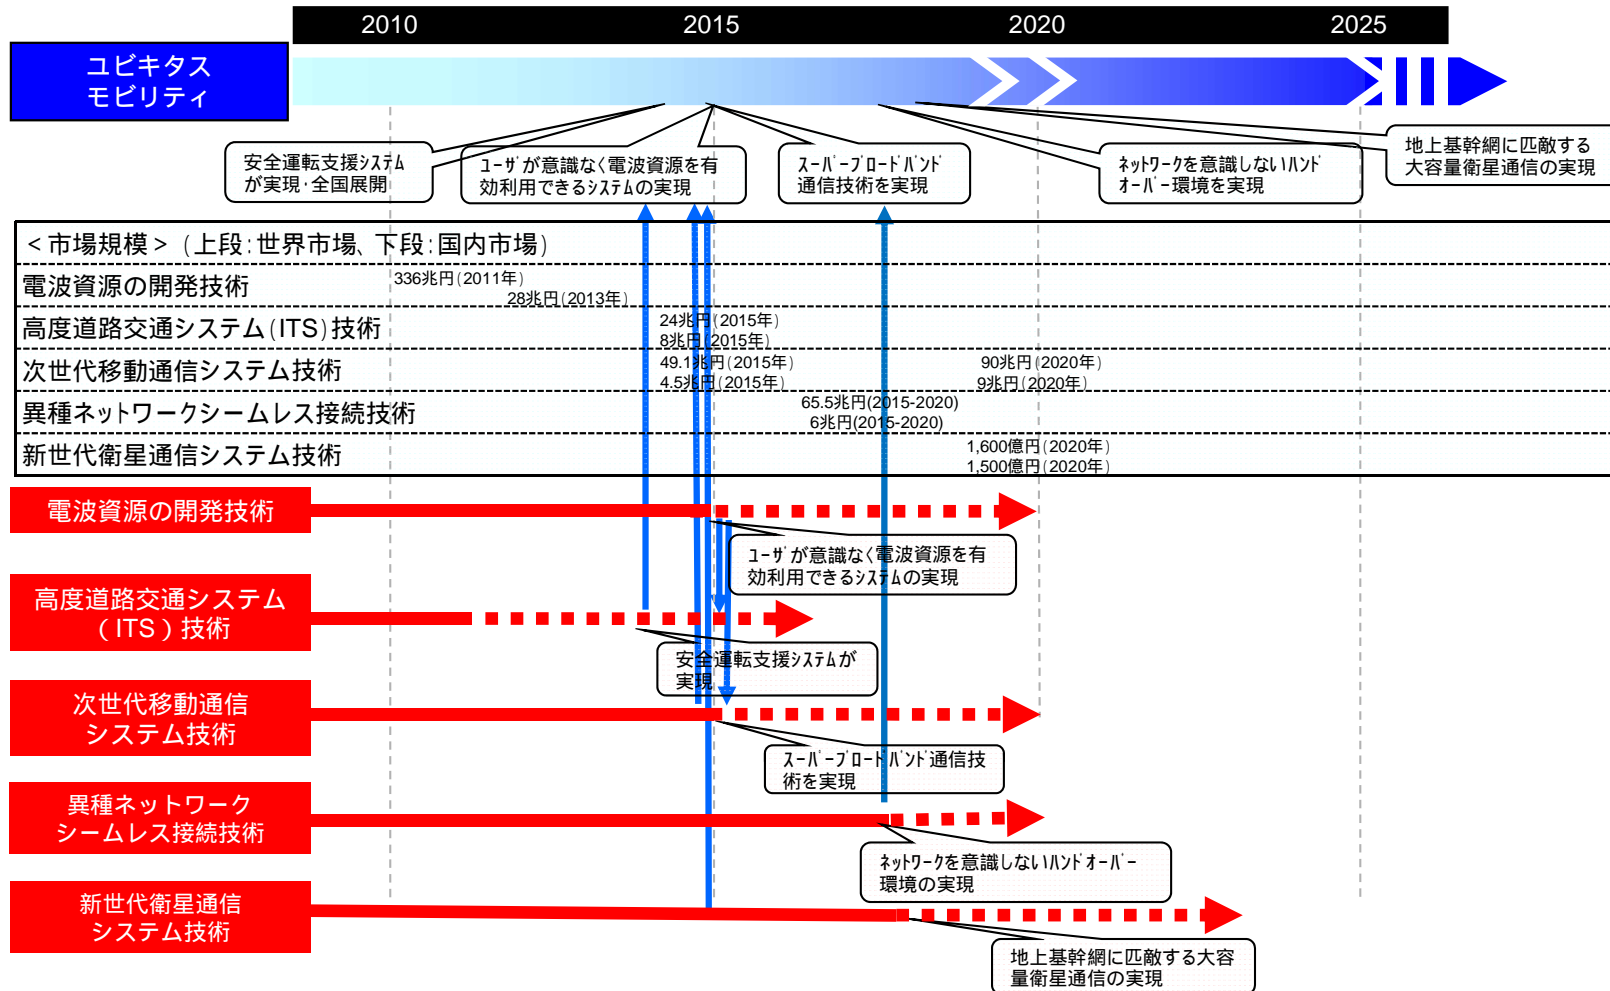 2010 2015 2020 2025
ユビキタス
モビリティ
安全運転支援ｼｽﾃﾑ
が実現･全国展開
ﾕｰｻﾞが意識なく電波資源を有
効利用できるｼｽﾃﾑの実現
ｽｰﾊﾟｰﾌﾞﾛｰﾄﾞﾊﾞﾝﾄﾞ
通信技術を実現
ﾈｯﾄﾜｰｸを意識しないﾊﾝﾄﾞ
ｵｰﾊﾞｰ環境を実現
地上基幹網に匹敵する
大容量衛星通信の実現
＜市場規模＞（上段：世界市場、下段：国内市場）
電波資源の開発技術
336兆円（2011年）
28兆円（2013年）
高度道路交通システム（ITS）技術
24兆円（2015年）
8兆円（2015年）
次世代移動通信システム技術
49.1兆円（2015年） 90兆円（2020年）
4.5兆円（2015年） 9兆円（2020年）
異種ネットワークシームレス接続技術
65.5兆円(2015-2020)
6兆円(2015-2020)
新世代衛星通信システム技術
1,600億円（2020年）
1,500億円（2020年）
電波資源の開発技術
ﾕｰｻﾞが意識なく電波資源を有
効利用できるｼｽﾃﾑの実現
高度道路交通システム
（ITS）技術
安全運転支援ｼｽﾃﾑが
実現
次世代移動通信
システム技術
ｽｰﾊﾟｰﾌﾞﾛｰﾄﾞﾊﾞﾝﾄﾞ通信技
術を実現
異種ネットワーク
シームレス接続技術
ﾈｯﾄﾜｰｸを意識しないﾊﾝﾄﾞｵｰﾊﾞｰ
環境の実現
新世代衛星通信
システム技術
地上基幹網に匹敵する大容
量衛星通信の実現